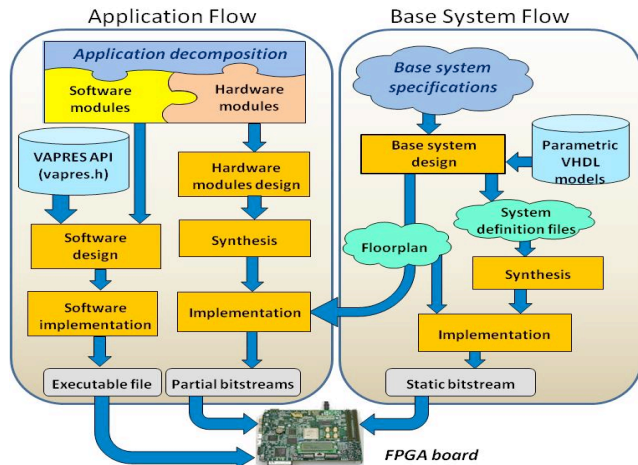 Application Flow
Application decomposition
Software
modules
Hardware
modules
VAPRES API
(vapres.h)
Hardware
modules design
Software
design
Synthesis
Software
implementation
Implementation
Executable file
Partial bitstreams
Base System Flow
Base system
specifications
Base system
design
Parametric
VHDL
models
Floorplan
System
definition files
Synthesis
Implementation
Static bitstream
FPGA board